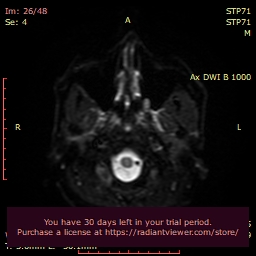 Im: 26/48
Se: 4
A
STP71
STP71
M
Ax DWI B 1000
R
L
You have 30 days left in your trial period.
Purchase a license at https://radiantviewer.com/store/